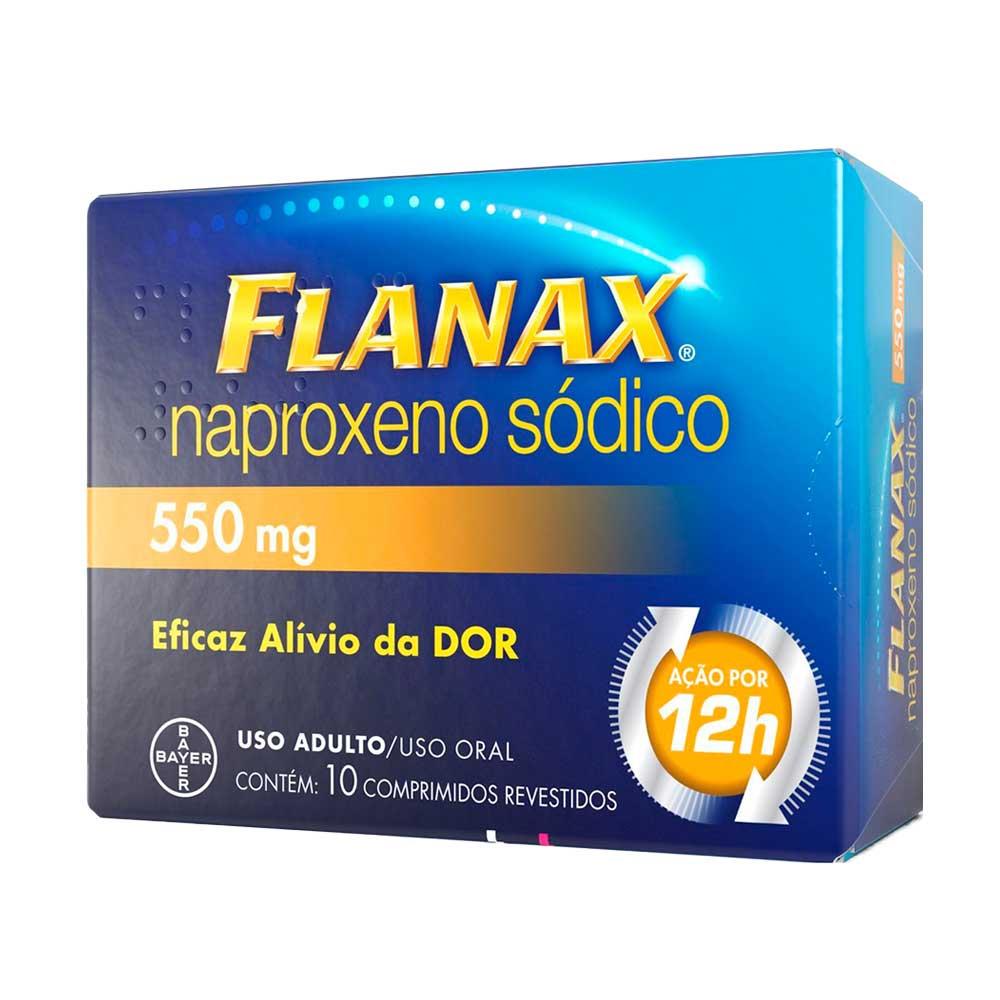 FLANAX®
naproxeno sódico
550 mg
Eficaz Alívio da DOR
AÇÃO POR
12h
BAYER
BAYER
USO ADULTO/USO ORAL
CONTÉM: 10 COMPRIMIDOS REVESTIDOS
550 mg
FLANAX®
naproxeno sódico